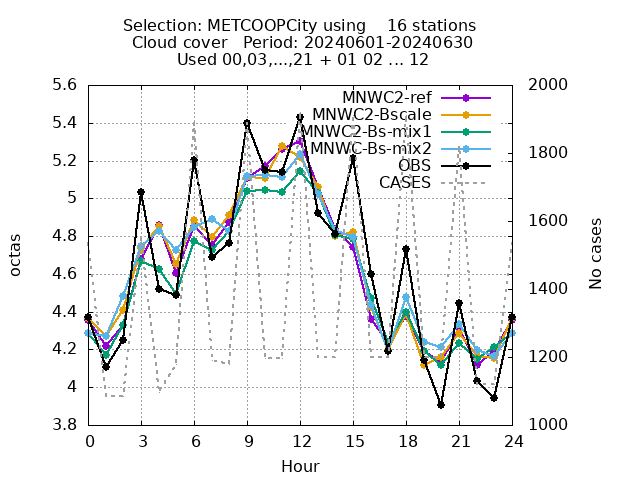 Selection: METCOOPCity using    16 stations
Cloud cover   Period: 20240601-20240630
Used 00,03,...,21 + 01 02 ... 12
5.6
5.4
5.2
5
4.8
4.6
4.4
4.2
4
3.8
octas
2000
1800
1600
1400
1200
1000
No cases
MNWC2-ref
MNWC2-Bscale
MNWC2-Bs-mix1
MNWC-Bs-mix2
OBS
CASES
0 3 6 9 12 15 18 21 24
Hour